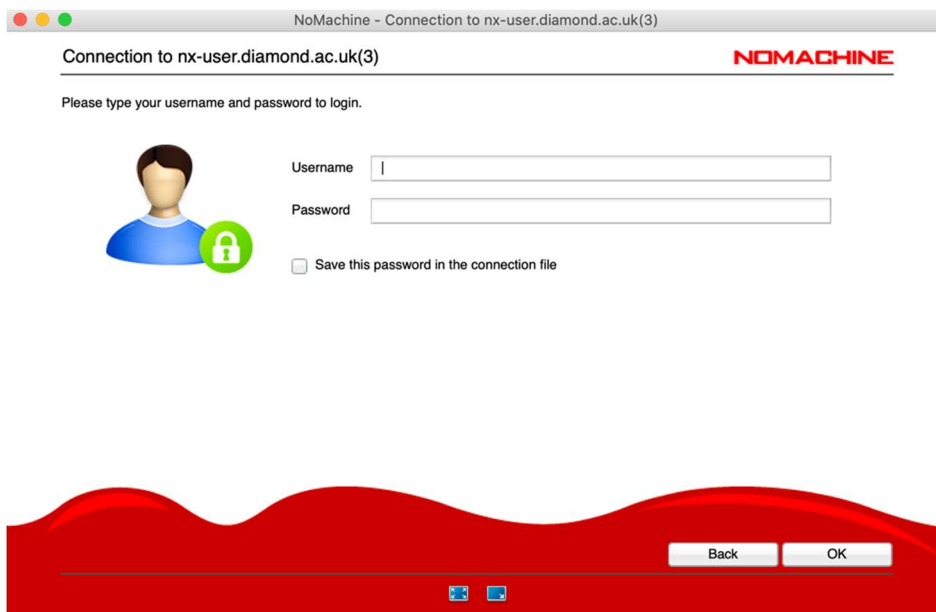 NoMachine - Connection to nx-user.diamond.ac.uk(3)
Connection to nx-user.diamond.ac.uk(3)
NOMACHINE
Please type your username and password to login.
Username
Password
Save this password in the connection file
Back
OK